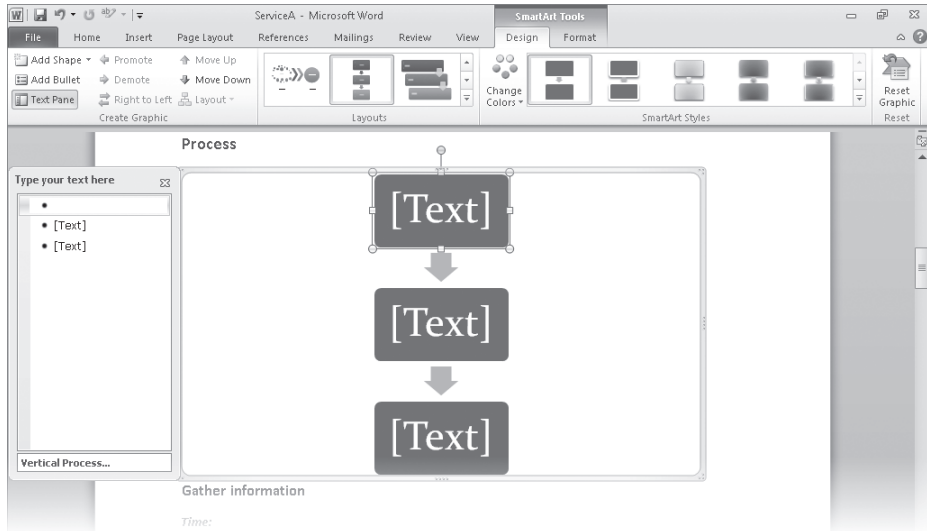 ServiceA - Microsoft Word
SmartArt Tools
File Home Insert Page Layout References Mailings Review View Design Format
Add Shape Promote Move Up
Add Bullet Demote Move Down
Text Pane Right to Left Layout
Create Graphic
Layouts
Change
Colors
SmartArt Styles
Reset
Graphic
Reset
Process
Type your text here
[Text]
[Text]
Vertical Process...
[Text]
[Text]
[Text]
Gather information
Time: